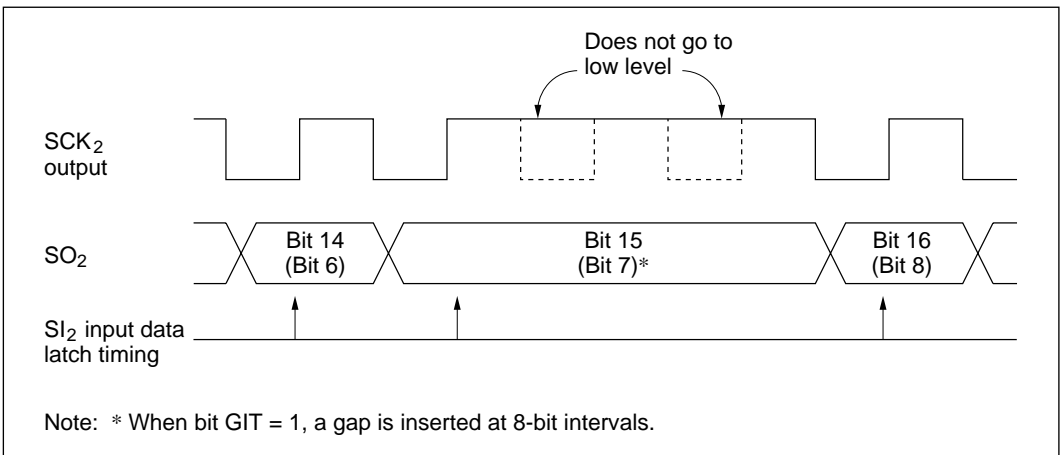 Does not go to
low level
SCK2
output
SO2
Bit 14
(Bit 6)
Bit 15
(Bit 7)*
Bit 16
(Bit 8)
SI2 input data
latch timing
Note: * When bit GIT = 1, a gap is inserted at 8-bit intervals.